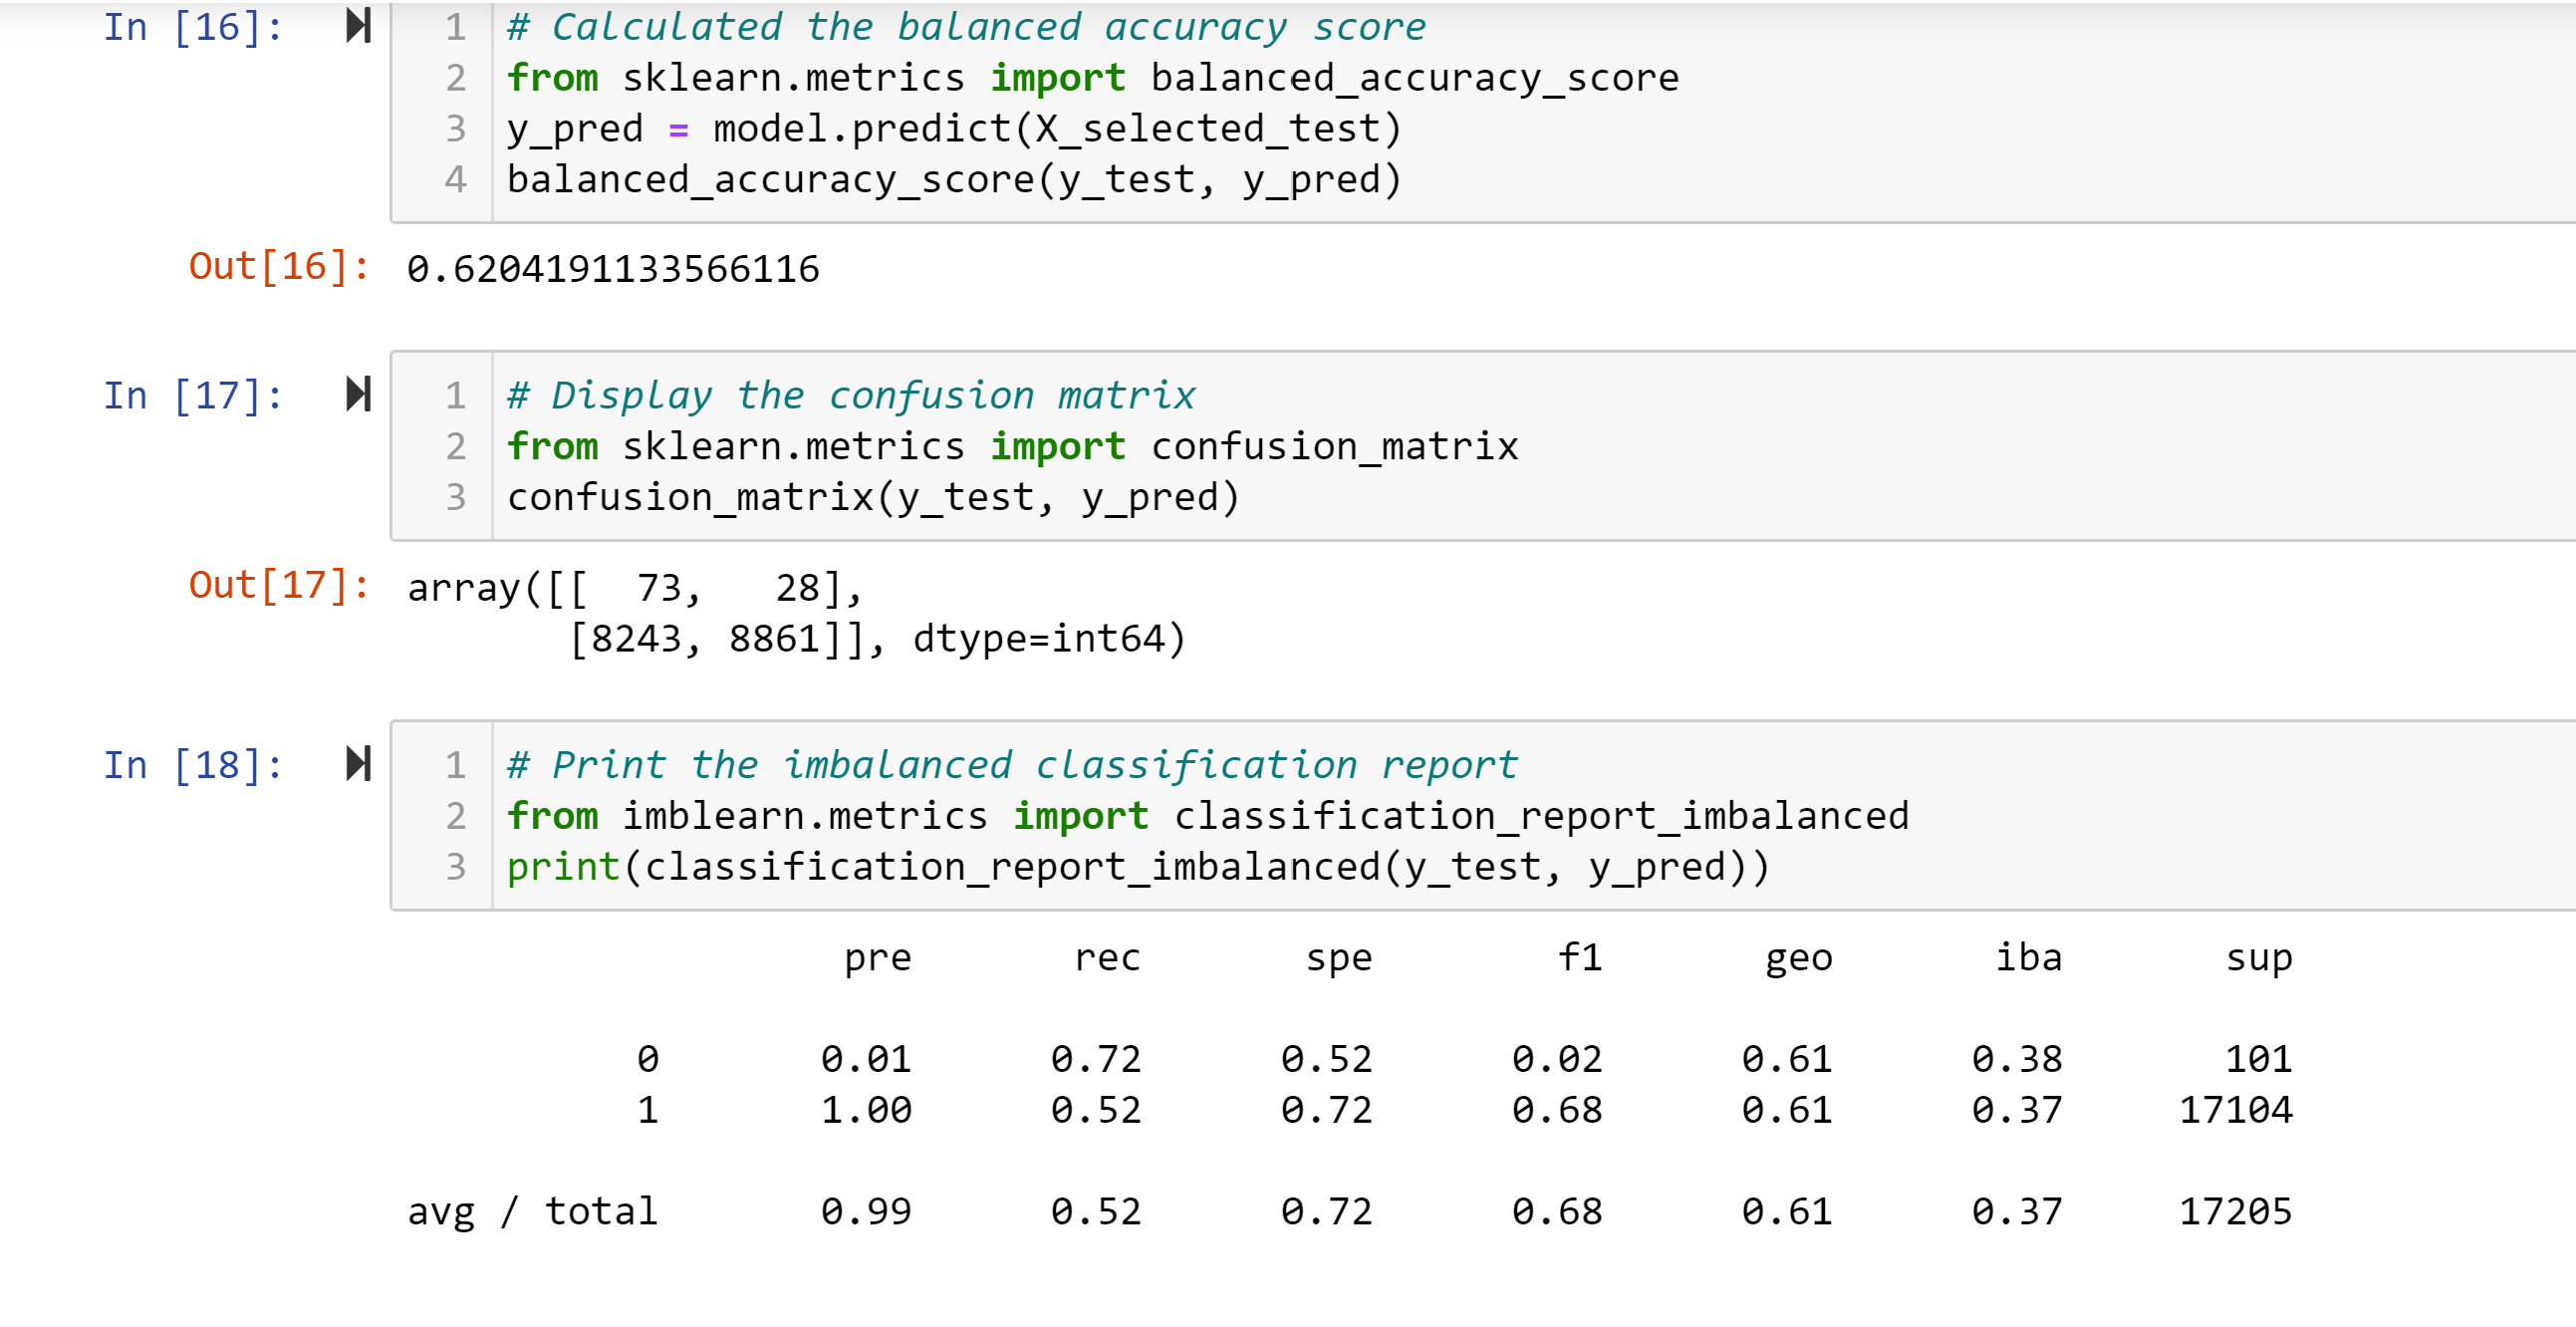 In [16]:
1 # Calculated the balanced accuracy score
2 from sklearn.metrics import balanced_accuracy_score
3 y_pred = model.predict(X_selected_test)
4 balanced_accuracy_score(y_test, y_pred)
Out[16]: 0.6204191133566116
In [17]:
1 # Display the confusion matrix
2 from sklearn.metrics import confusion_matrix
3 confusion_matrix(y_test, y_pred)
Out[17]: array([[  73,   28],
       [8243, 8861]], dtype=int64)
In [18]:
1 # Print the imbalanced classification report
2 from imblearn.metrics import classification_report_imbalanced
3 print(classification_report_imbalanced(y_test, y_pred))
pre rec spe f1 geo iba sup
0 0.01 0.72 0.52 0.02 0.61 0.38 101
1 1.00 0.52 0.72 0.68 0.61 0.37 17104
avg / total 0.99 0.52 0.72 0.68 0.61 0.37 17205